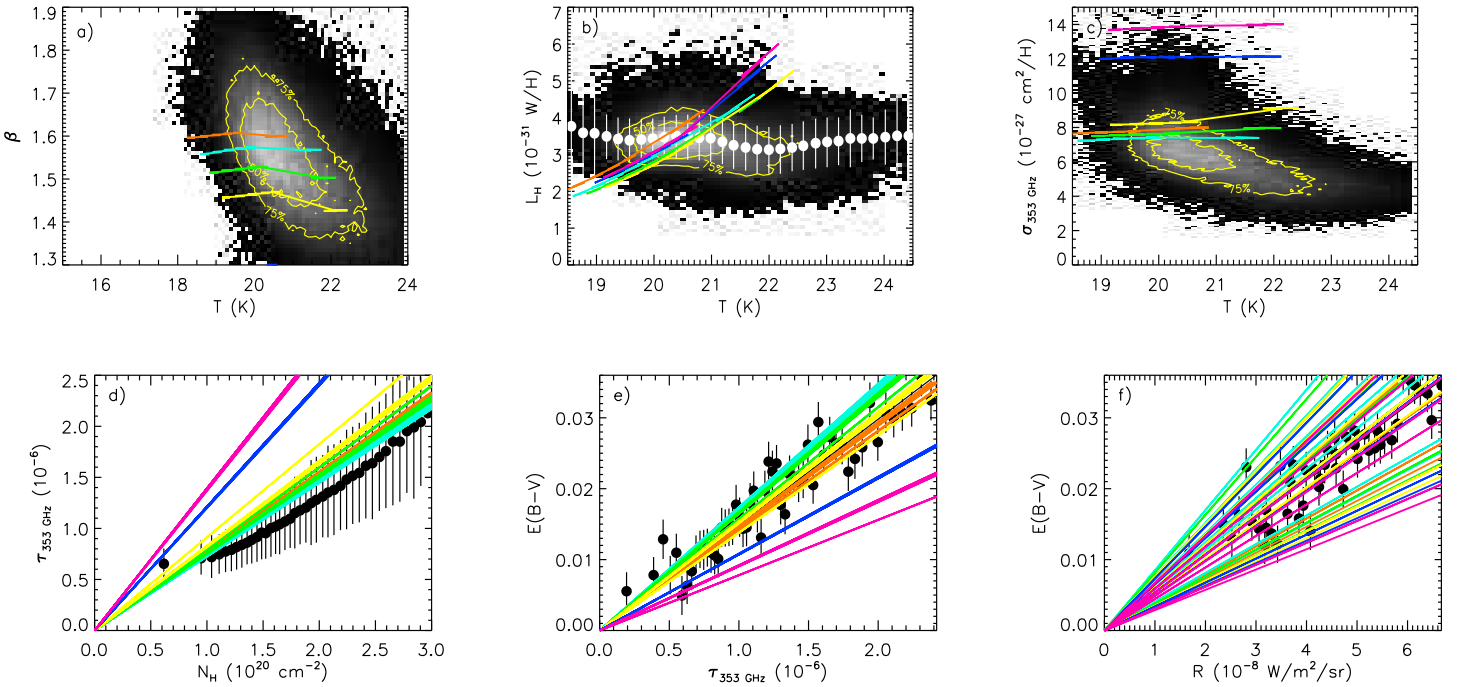 a)
β
1.9
1.8
1.7
1.6
1.5
1.4
1.3
75%
75%
16 18 20 22 24
T (K)
b)
L_H (10^-31 W/H)
7
6
5
4
3
2
1
0
50%
75%
19 20 21 22 23 24
T (K)
c)
σ_353 GHz (10^-27 cm^2/H)
14
12
10
8
6
4
2
0
75%
75%
19 20 21 22 23 24
T (K)
d)
τ_353 GHz (10^-6)
2.5
2.0
1.5
1.0
0.5
0.0
0.0 0.5 1.0 1.5 2.0 2.5 3.0
N_H (10^20 cm^-2)
e)
E(B-V)
0.03
0.02
0.01
0.00
0.0 0.5 1.0 1.5 2.0
τ_353 GHz (10^-6)
f)
E(B-V)
0.03
0.02
0.01
0.00
0 1 2 3 4 5 6
R (10^-8 W/m^2/sr)